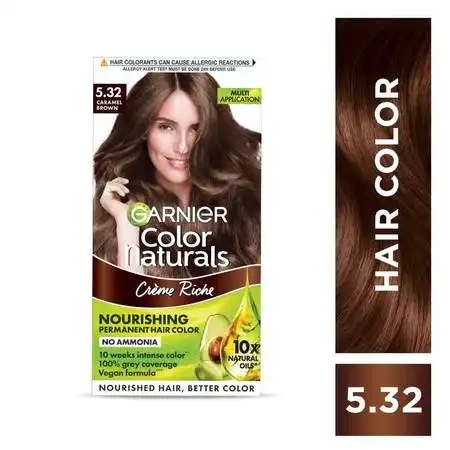 ⚠ HAIR COLORANTS CAN CAUSE ALLERGIC REACTIONS
ALLERGY ALERT TEST MUST BE DONE 24H BEFORE USE
5.32
CARAMEL
BROWN
MULTI
APPLICATION
GARNIER
Color
naturals
Crème Riche
NOURISHING
PERMANENT HAIR COLOR
NO AMMONIA
10 weeks intense color**
100% grey coverage
Vegan formula***
10x
NATURAL
OILS*
NOURISHED HAIR, BETTER COLOR
HAIR COLOR
5.32